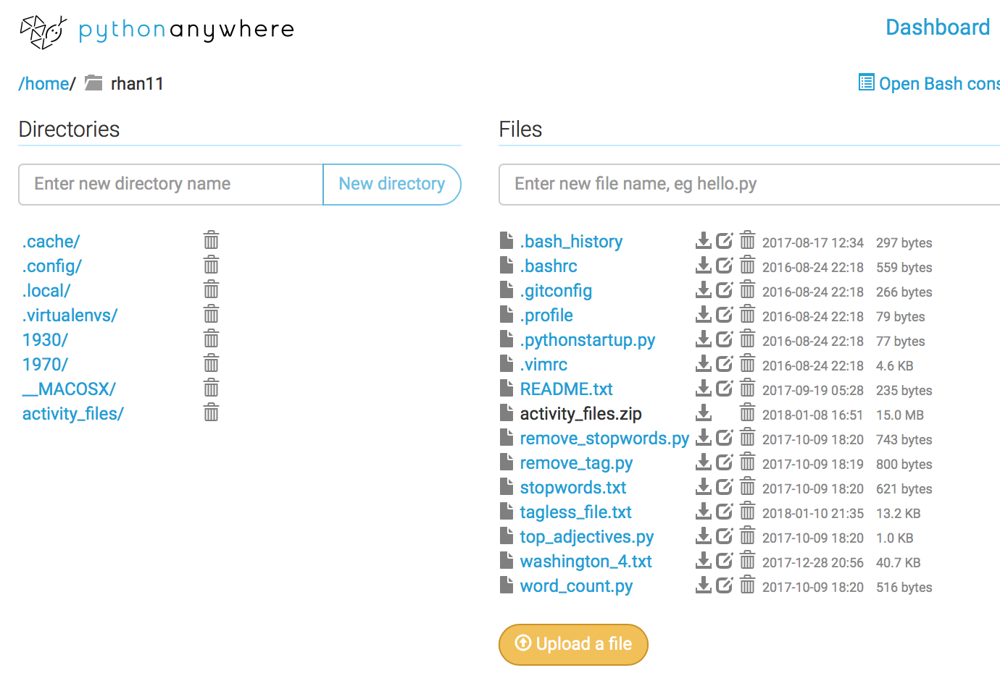 pythonanywhere
Dashboard
/home/ rhan11
Open Bash cons
Directories
Enter new directory name
New directory
.cache/
.config/
.local/
.virtualenvs/
1930/
1970/
__MACOSX/
activity_files/
Files
Enter new file name, eg hello.py
.bash_history 2017-08-17 12:34 297 bytes
.bashrc 2016-08-24 22:18 559 bytes
.gitconfig 2016-08-24 22:18 266 bytes
.profile 2016-08-24 22:18 79 bytes
.pythonstartup.py 2016-08-24 22:18 77 bytes
.vimrc 2016-08-24 22:18 4.6 KB
README.txt 2017-09-19 05:28 235 bytes
activity_files.zip 2018-01-08 16:51 15.0 MB
remove_stopwords.py 2017-10-09 18:20 743 bytes
remove_tag.py 2017-10-09 18:19 800 bytes
stopwords.txt 2017-10-09 18:20 621 bytes
tagless_file.txt 2018-01-10 21:35 13.2 KB
top_adjectives.py 2017-10-09 18:20 1.0 KB
washington_4.txt 2017-12-28 20:56 40.7 KB
word_count.py 2017-10-09 18:20 516 bytes
Upload a file